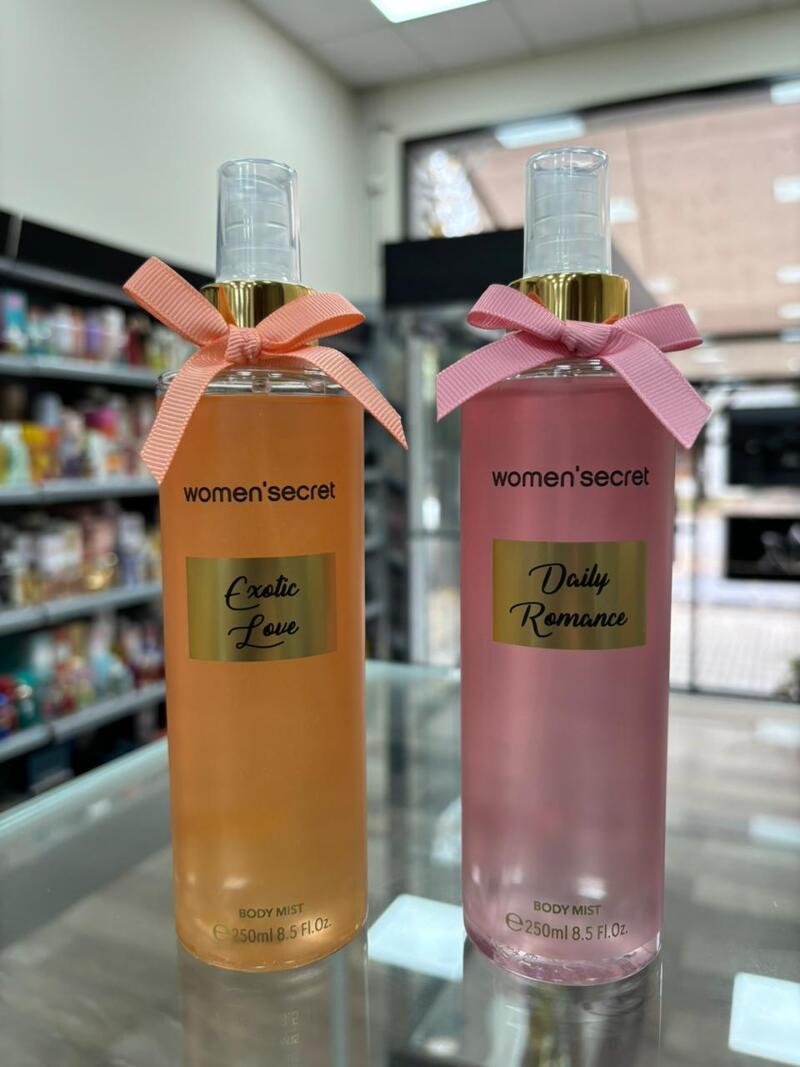 women'secret
Exotic
Love
BODY MIST
℮250ml 8.5 Fl.Oz.
women'secret
Daily
Romance
BODY MIST
℮250ml 8.5 Fl.Oz.